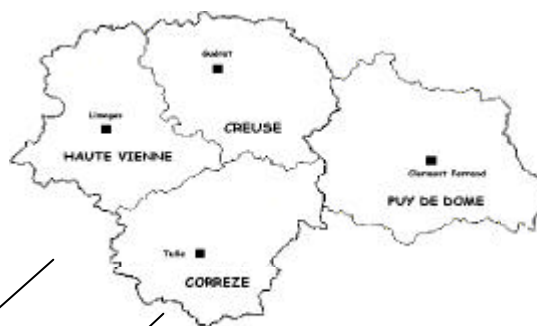 Guéret
Limoges
CREUSE
HAUTE VIENNE
Clermont Ferrand
PUY DE DOME
Tulle
CORREZE